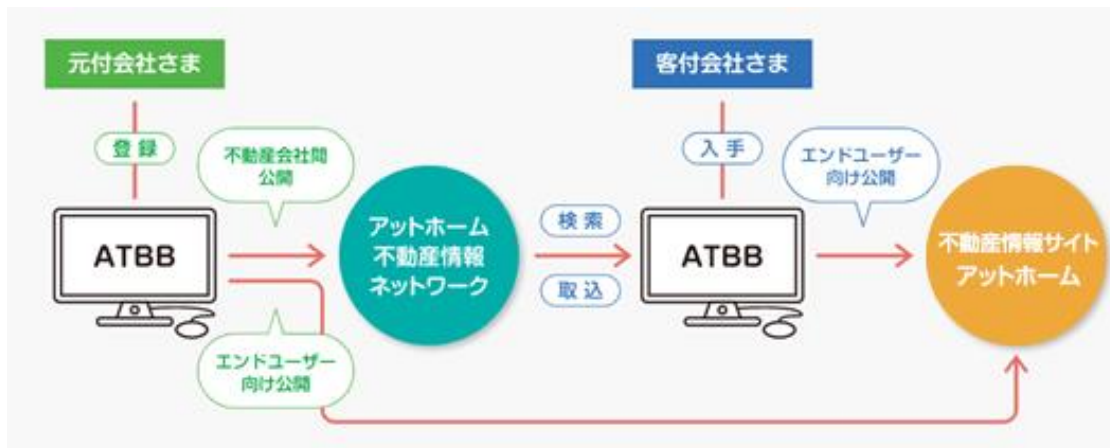 元付会社さま
客付会社さま
登録
入手
不動産会社間
公開
エンドユーザー
向け公開
ATBB
アットホーム
不動産情報
ネットワーク
検索
取込
ATBB
不動産情報サイト
アットホーム
エンドユーザー
向け公開